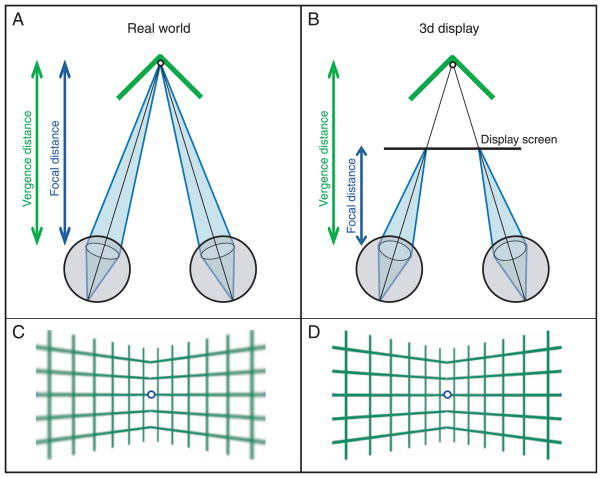 A
Real world
Vergence distance
Focal distance
B
3d display
Vergence distance
Focal distance
Display screen
C
D